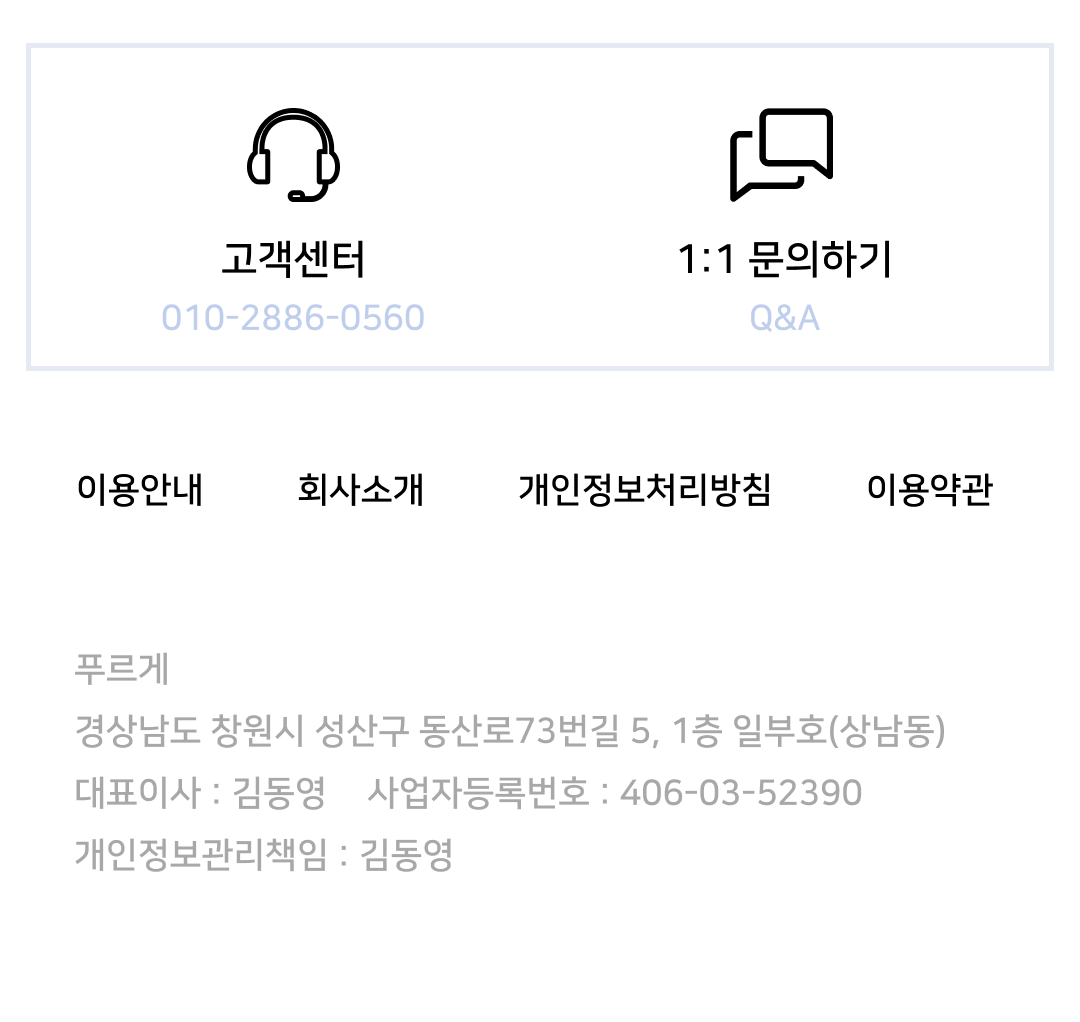 고객센터
1:1 문의하기
010-2886-0560
Q&A
이용안내 회사소개 개인정보처리방침 이용약관
푸르게
경상남도 창원시 성산구 동산로73번길 5, 1층 일부호(상남동)
대표이사 : 김동영 사업자등록번호 : 406-03-52390
개인정보관리책임 : 김동영